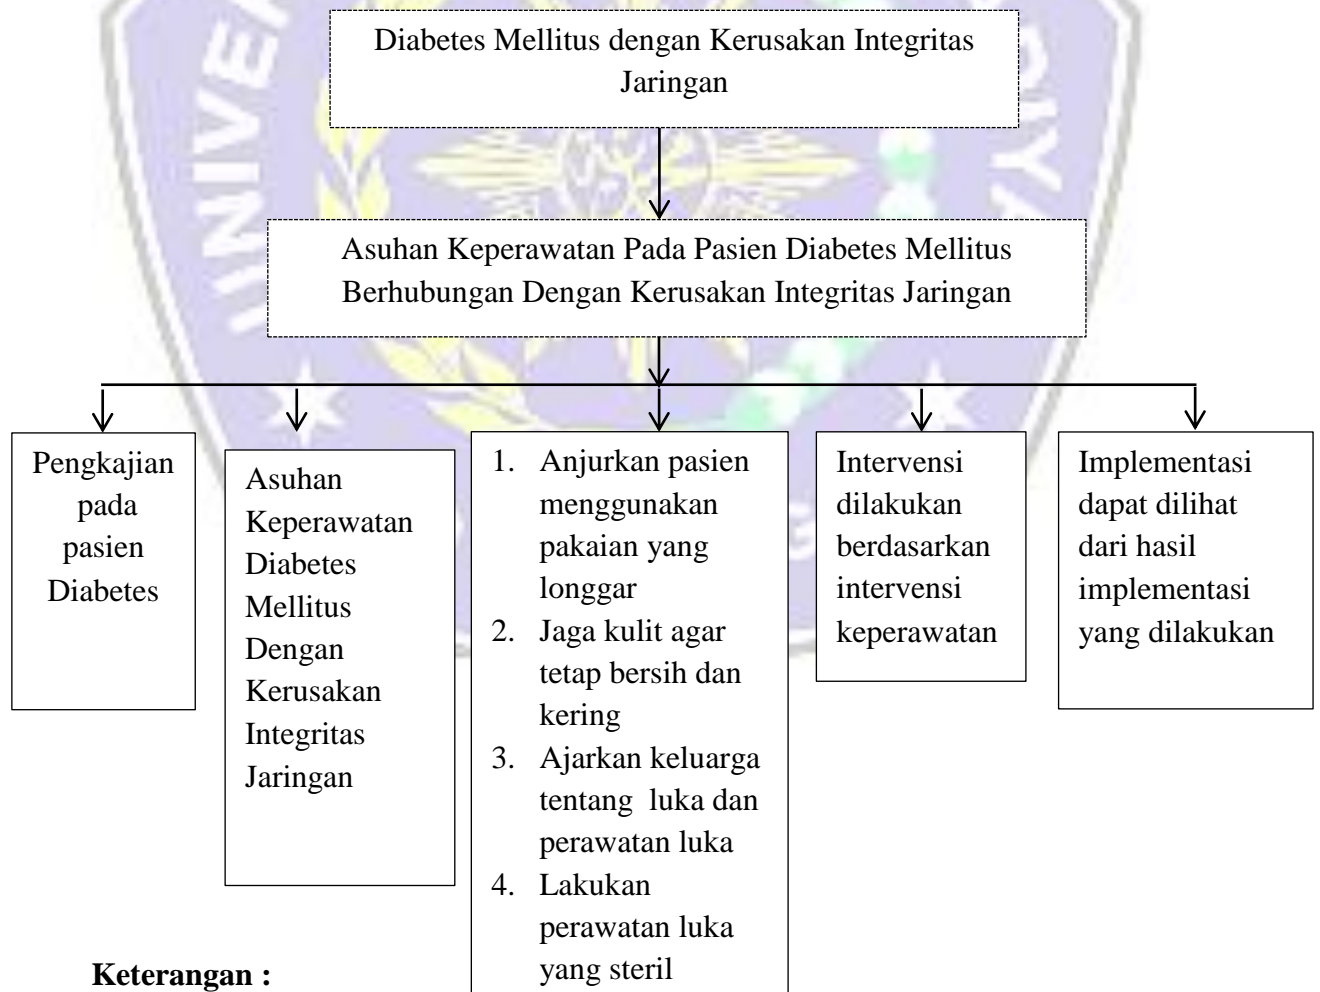 Diabetes Mellitus dengan Kerusakan Integritas
Jaringan
Asuhan Keperawatan Pada Pasien Diabetes Mellitus
Berhubungan Dengan Kerusakan Integritas Jaringan
Pengkajian
pada
pasien
Diabetes
Asuhan
Keperawatan
Diabetes
Mellitus
Dengan
Kerusakan
Integritas
Jaringan
1. Anjurkan pasien
menggunakan
pakaian yang
longgar
2. Jaga kulit agar
tetap bersih dan
kering
3. Ajarkan keluarga
tentang luka dan
perawatan luka
4. Lakukan
perawatan luka
yang steril
Intervensi
dilakukan
berdasarkan
intervensi
keperawatan
Implementasi
dapat dilihat
dari hasil
implementasi
yang dilakukan
Keterangan :